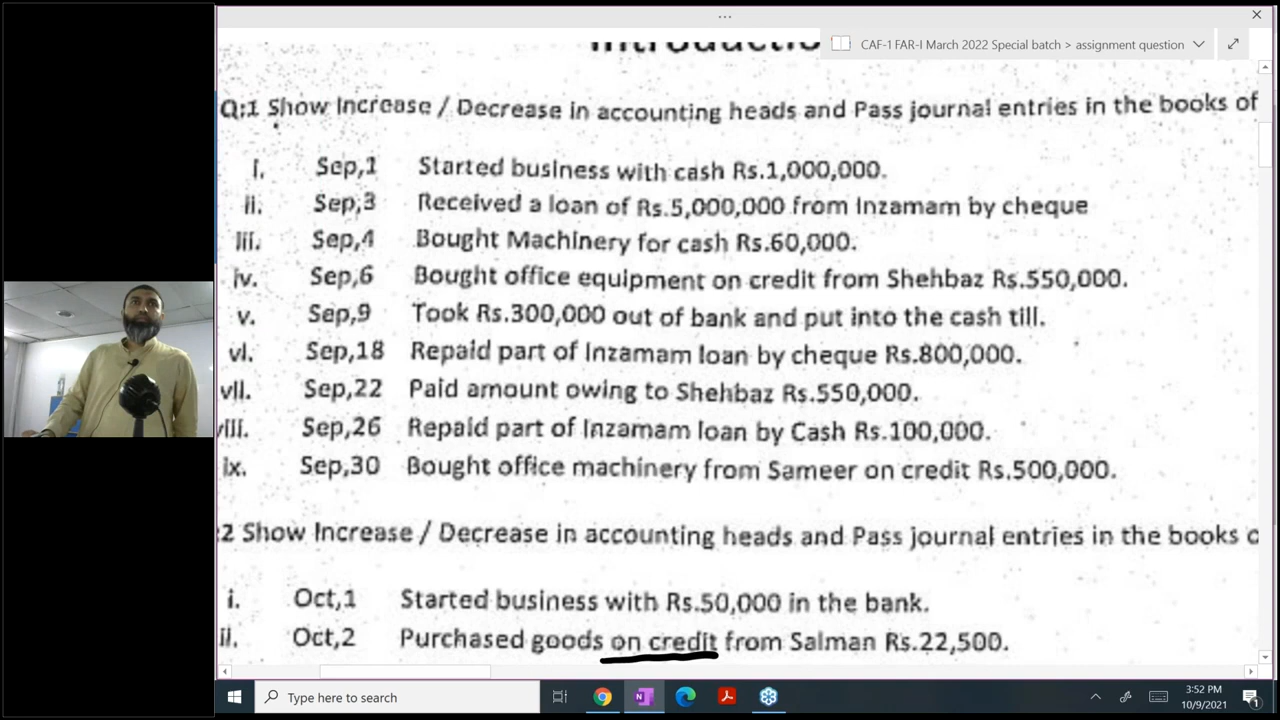 CAF-1 FAR-I March 2022 Special batch > assignment question
Q:1 Show Increase / Decrease in accounting heads and Pass journal entries in the books of
i. Sep,1 Started business with cash Rs.1,000,000.
ii. Sep,3 Received a loan of Rs.5,000,000 from Inzamam by cheque
iii. Sep,4 Bought Machinery for cash Rs.60,000.
iv. Sep,6 Bought office equipment on credit from Shehbaz Rs.550,000.
v. Sep,9 Took Rs.300,000 out of bank and put into the cash till.
vi. Sep,18 Repaid part of Inzamam loan by cheque Rs.800,000.
vii. Sep,22 Paid amount owing to Shehbaz Rs.550,000.
viii. Sep,26 Repaid part of Inzamam loan by Cash Rs.100,000.
ix. Sep,30 Bought office machinery from Sameer on credit Rs.500,000.
:2 Show Increase / Decrease in accounting heads and Pass journal entries in the books o
i. Oct,1 Started business with Rs.50,000 in the bank.
ii. Oct,2 Purchased goods on credit from Salman Rs.22,500.
Type here to search
3:52 PM
10/9/2021
1